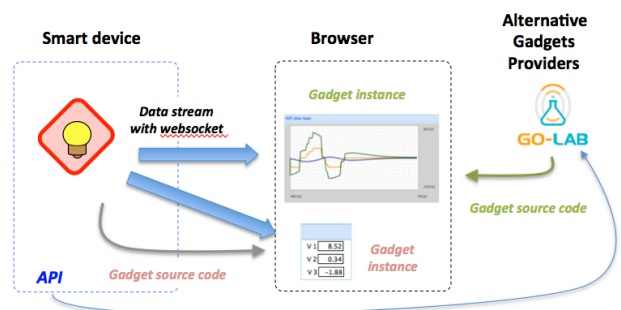 Smart device
Browser
Alternative
Gadgets
Providers
Data stream
with websocket
Gadget instance
GO-LAB
Gadget source code
V 1 8.52
V 2 0.34
V 3 -1.88
Gadget
instance
Gadget source code
API